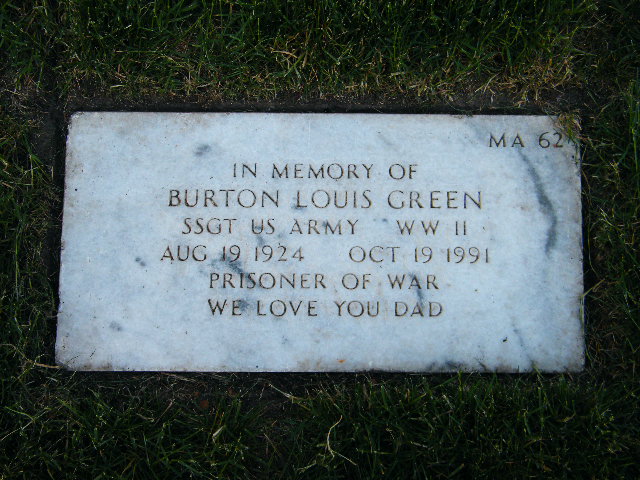 MA 62
IN MEMORY OF
BURTON LOUIS GREEN
SSGT US ARMY WW II
AUG 19 1924 OCT 19 1991
PRISONER OF WAR
WE LOVE YOU DAD